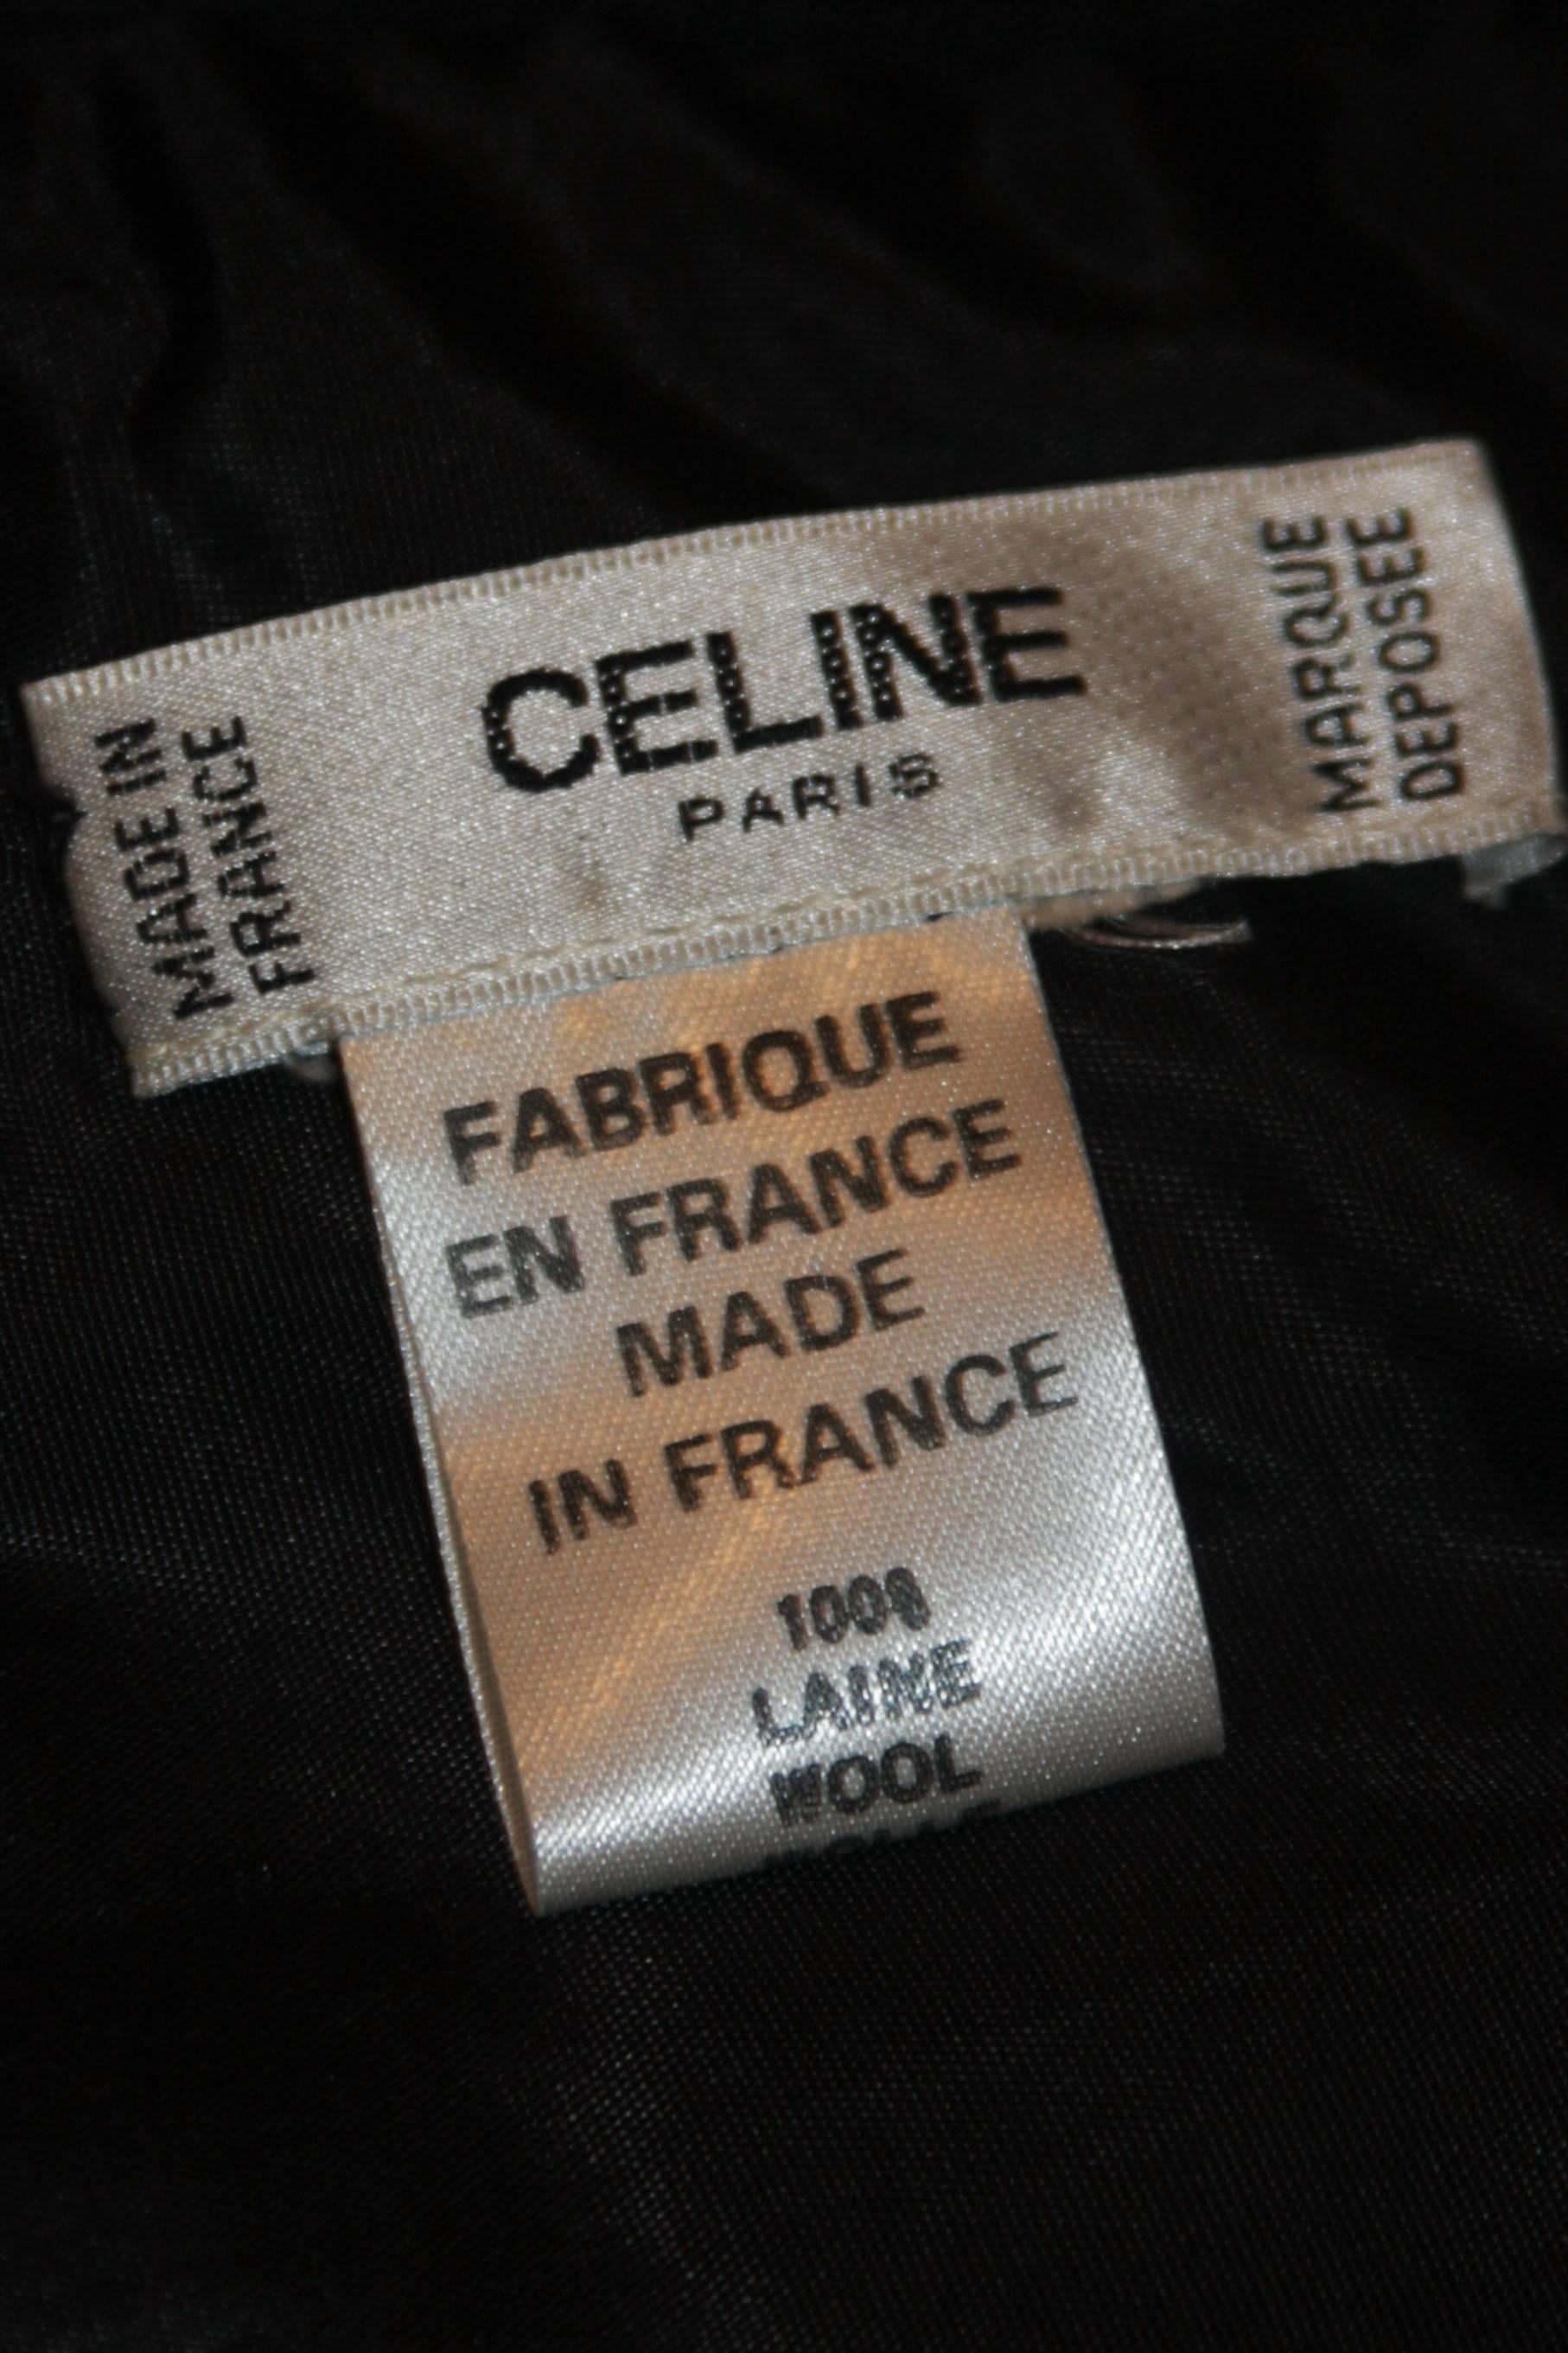 MADE IN
FRANCE
CELINE
PARIS
MARQUE
DEPOSEE
FABRIQUE
EN FRANCE
MADE
IN FRANCE
100%
LAINE
WOOL